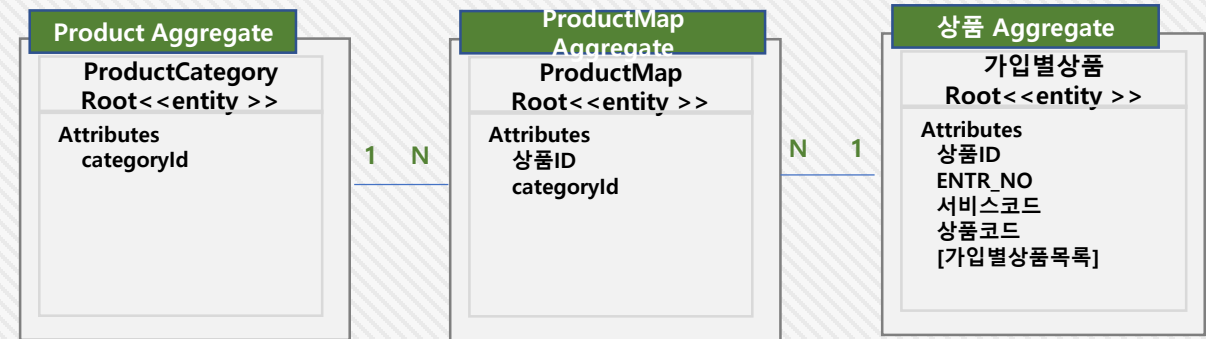 Product Aggregate
ProductCategory
Root<<entity >>
Attributes
categoryId
1 N
ProductMap
Aggregate
ProductMap
Root<<entity >>
Attributes
상품ID
categoryId
N 1
상품 Aggregate
가입별상품
Root<<entity >>
Attributes
상품ID
ENTR_NO
서비스코드
상품코드
[가입별상품목록]